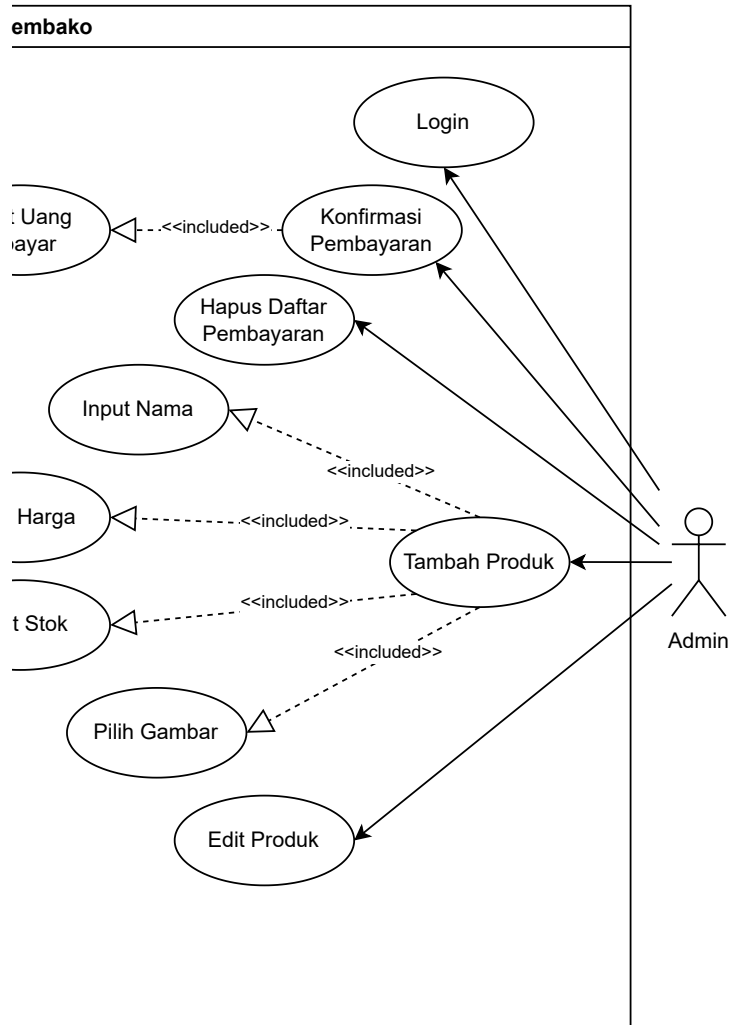 embako
Login
t Uang
bayar
<<included>>
Konfirmasi
Pembayaran
Hapus Daftar
Pembayaran
Input Nama
<<included>>
Harga
<<included>>
Tambah Produk
<<included>>
t Stok
<<included>>
Pilih Gambar
Edit Produk
Admin